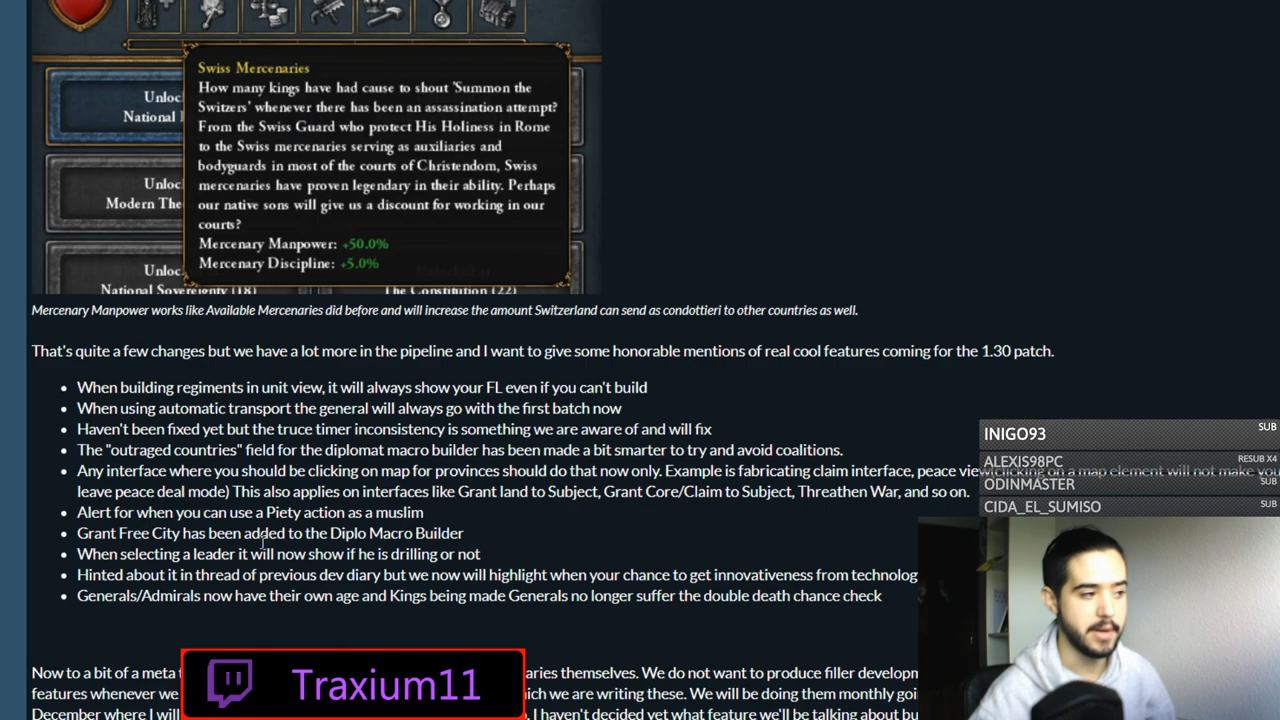 Swiss Mercenaries
How many kings have had cause to shout 'Summon the
Switzers' whenever there has been an assassination attempt?
From the Swiss Guard who protect His Holiness in Rome
to the Swiss mercenaries serving as auxiliaries and
bodyguards in most of the courts of Christendom, Swiss
mercenaries have proven legendary in their ability. Perhaps
our native sons will give us a discount for working in our
courts?
Mercenary Manpower: +50.0%
Mercenary Discipline: +5.0%
Unloc
National
Unloc
Modern The
Unloc
National Sovereignty (18)
The Constitution (22)
Mercenary Manpower works like Available Mercenaries did before and will increase the amount Switzerland can send as condottieri to other countries as well.
That's quite a few changes but we have a lot more in the pipeline and I want to give some honorable mentions of real cool features coming for the 1.30 patch.
• When building regiments in unit view, it will always show your FL even if you can't build
• When using automatic transport the general will always go with the first batch now
• Haven't been fixed yet but the truce timer inconsistency is something we are aware of and will fix
• The "outraged countries" field for the diplomat macro builder has been made a bit smarter to try and avoid coalitions.
• Any interface where you should be clicking on map for provinces should do that now only. Example is fabricating claim interface, peace view(clicking on a map element will not make you
leave peace deal mode) This also applies on interfaces like Grant land to Subject, Grant Core/Claim to Subject, Threathen War, and so on.
• Alert for when you can use a Piety action as a muslim
• Grant Free City has been added to the Diplo Macro Builder
• When selecting a leader it will now show if he is drilling or not
• Hinted about it in thread of previous dev diary but we now will highlight when your chance to get innovativeness from technolog
• Generals/Admirals now have their own age and Kings being made Generals no longer suffer the double death chance check
INIGO93 SUB
ALEXIS98PC RESUB X4
ODINMASTER SUB
CIDA_EL_SUMISO SUB
Now to a bit of a meta t
aries themselves. We do not want to produce filler developm
features whenever we
ich we are writing these. We will be doing them monthly goi
December where I will
. I haven't decided yet what feature we'll be talking about bu
Traxium11